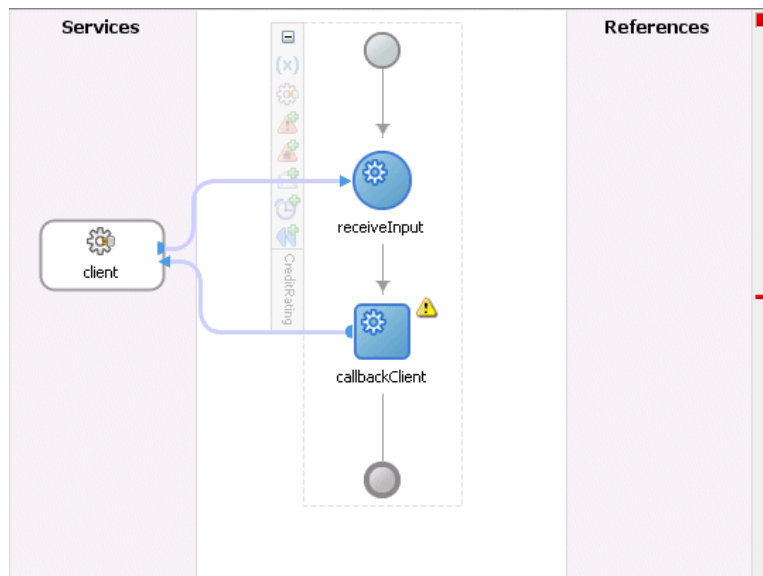 Services
References
(x)
receiveInput
client
CreditRating
callbackClient